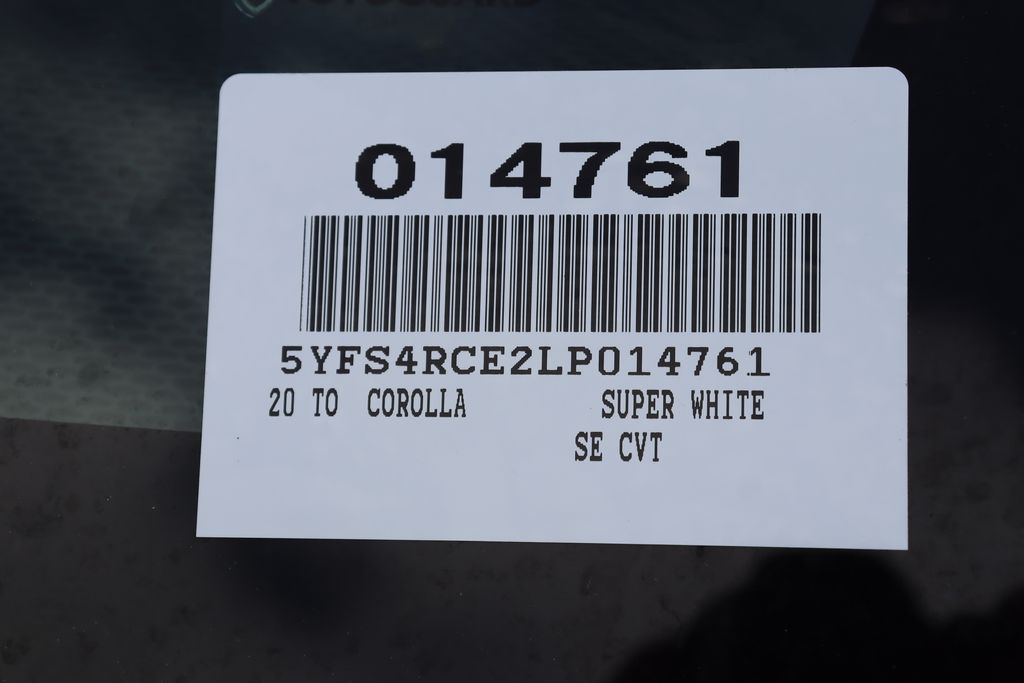 014761
5YFS4RCE2LP014761
20 TO COROLLA SUPER WHITE
SE CVT